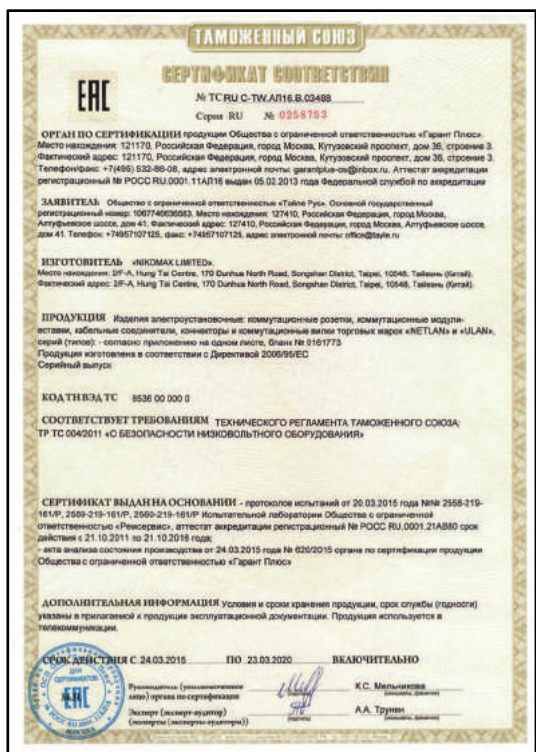 ТАМОЖЕННЫЙ СОЮЗ
СЕРТИФИКАТ СООТВЕТСТВИЯ
ЕАС
№ ТС RU C-TW.АЛ16.В.03488
Серия RU № 0258753
ОРГАН ПО СЕРТИФИКАЦИИ продукции Общества с ограниченной ответственностью «Гарант Плюс».
Место нахождения: 121170, Российская Федерация, город Москва, Кутузовский проспект, дом 36, строение 3.
Фактический адрес: 121170, Российская Федерация, город Москва, Кутузовский проспект, дом 36, строение 3.
Телефон/факс: +7(495) 532-86-08, адрес электронной почты: garantplus-os@inbox.ru. Аттестат аккредитации
регистрационный № РОСС RU.0001.11АЛ16 выдан 05.02.2013 года Федеральной службой по аккредитации
ЗАЯВИТЕЛЬ Общество с ограниченной ответственностью «Тайле Рус». Основной государственный
регистрационный номер: 1067746636583. Место нахождения: 127410, Российская Федерация, город Москва,
Алтуфьевское шоссе, дом 41, Фактический адрес: 127410, Российская Федерация, город Москва, Алтуфьевское шоссе,
дом 41. Телефон: +74957107125, факс: +74957107125, адрес электронной почты: office@tayle.ru
ИЗГОТОВИТЕЛЬ «NIKOMAX LIMITED».
Место нахождения: 2/F-A, Hung Tai Centre, 170 Dunhua North Road, Songshan District, Taipei, 10548, Тайвань (Китай).
Фактический адрес: 2/F-A, Hung Tai Centre, 170 Dunhua North Road, Songshan District, Taipei, 10548, Тайвань (Китай).
ПРОДУКЦИЯ Изделия электроустановочные: коммутационные розетки, коммутационные модули-
вставки, кабельные соединители, коннекторы и коммутационные вилки торговых марок «NETLAN» и «ULAN»,
серий (типов): - согласно приложению на одном листе, бланк № 0161773
Продукция изготовлена в соответствии с Директивой 2006/95/ЕС
Серийный выпуск
КОД ТН ВЭД ТС 8536 00 000 0
СООТВЕТСТВУЕТ ТРЕБОВАНИЯМ ТЕХНИЧЕСКОГО РЕГЛАМЕНТА ТАМОЖЕННОГО СОЮЗА;
ТР ТС 004/2011 «О БЕЗОПАСНОСТИ НИЗКОВОЛЬТНОГО ОБОРУДОВАНИЯ»
СЕРТИФИКАТ ВЫДАН НА ОСНОВАНИИ - протоколов испытаний от 20.03.2015 года №№ 2558-219-
161/Р, 2559-219-161/Р, 2560-219-161/Р Испытательной лаборатории Общества с ограниченной
ответственностью «Ремсервис», аттестат аккредитации регистрационный № РОСС RU.0001.21АВ80 срок
действия с 21.10.2011 по 21.10.2016 года;
- акта анализа состояния производства от 24.03.2015 года № 620/2015 органа по сертификации продукции
Общества с ограниченной ответственностью «Гарант Плюс»
ДОПОЛНИТЕЛЬНАЯ ИНФОРМАЦИЯ Условия и сроки хранения продукции, срок службы (годности)
указаны в прилагаемой к продукции эксплуатационной документации. Продукция используется в
телекоммуникации.
СРОК ДЕЙСТВИЯ С 24.03.2015 ПО 23.03.2020 ВКЛЮЧИТЕЛЬНО
ДЛЯ
СЕРТИФИКАТОВ
ЕАС
МОСКВА
Руководитель (уполномоченное
лицо) органа по сертификации
(подпись)
К.С. Мельчикова
(инициалы, фамилия)
Эксперт (эксперт-аудитор)
(эксперты (эксперты-аудиторы))
(подпись)
А.А. Трунин
(инициалы, фамилия)